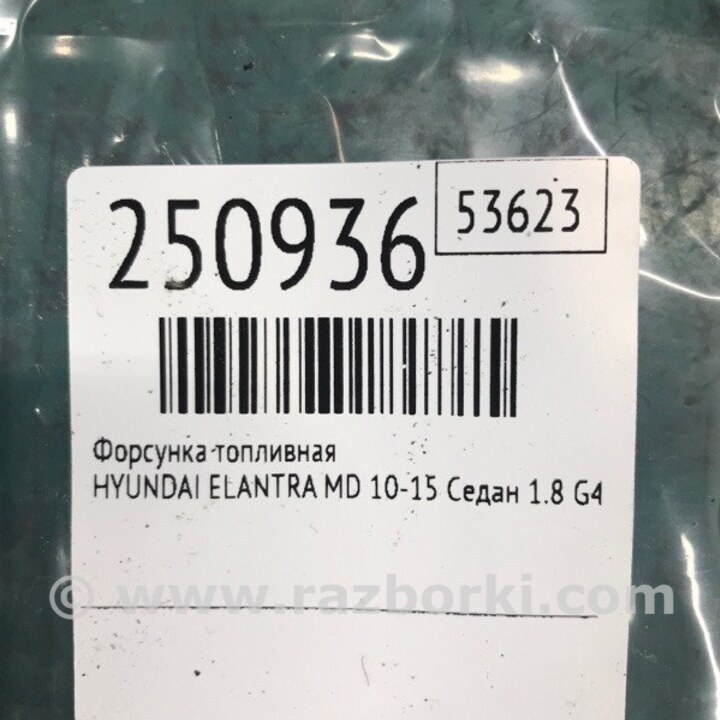 250936
53623
Форсунка топливная
HYUNDAI ELANTRA MD 10-15 Седан 1.8 G4
© www.razborki.com